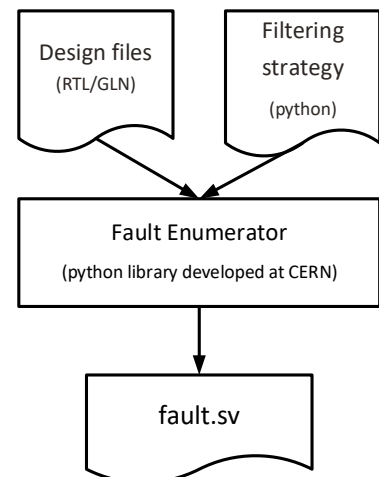 Design files
(RTL/GLN)
Filtering
strategy
(python)
Fault Enumerator
(python library developed at CERN)
fault.sv